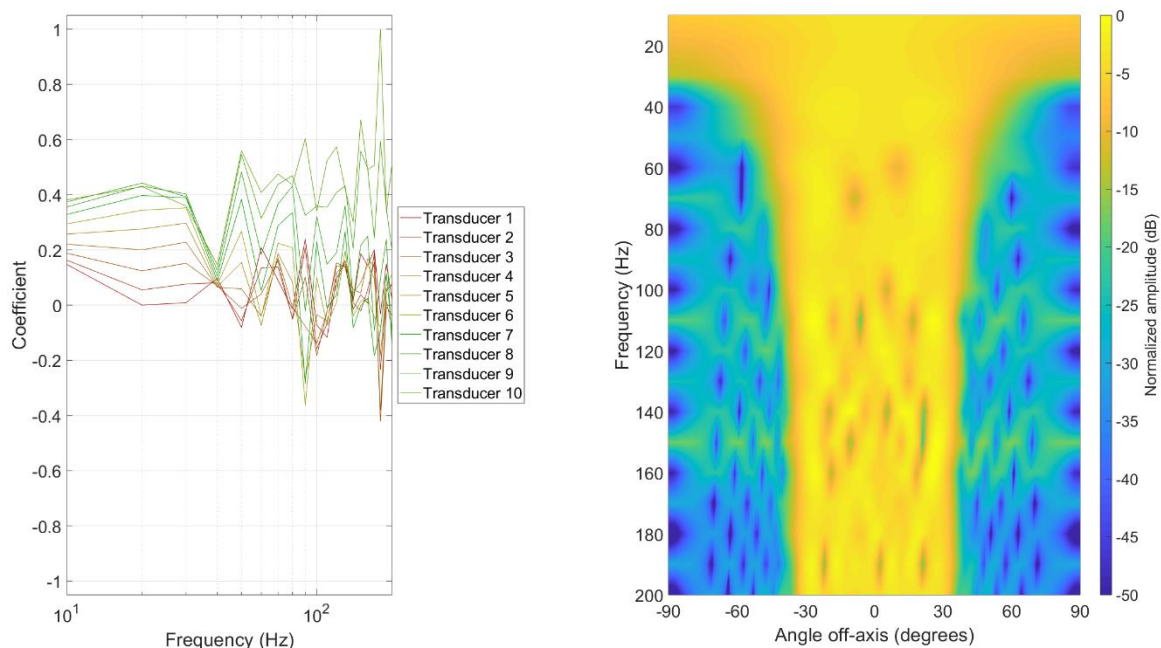 1
0.8
0.6
0.4
0.2
0
-0.2
-0.4
-0.6
-0.8
-1
Coefficient
10^1
10^2
Frequency (Hz)
Transducer 1
Transducer 2
Transducer 3
Transducer 4
Transducer 5
Transducer 6
Transducer 7
Transducer 8
Transducer 9
Transducer 10
20
40
60
80
100
120
140
160
180
200
Frequency (Hz)
-90 -60 -30 0 30 60 90
Angle off-axis (degrees)
0
-5
-10
-15
-20
-25
-30
-35
-40
-45
-50
Normalized amplitude (dB)